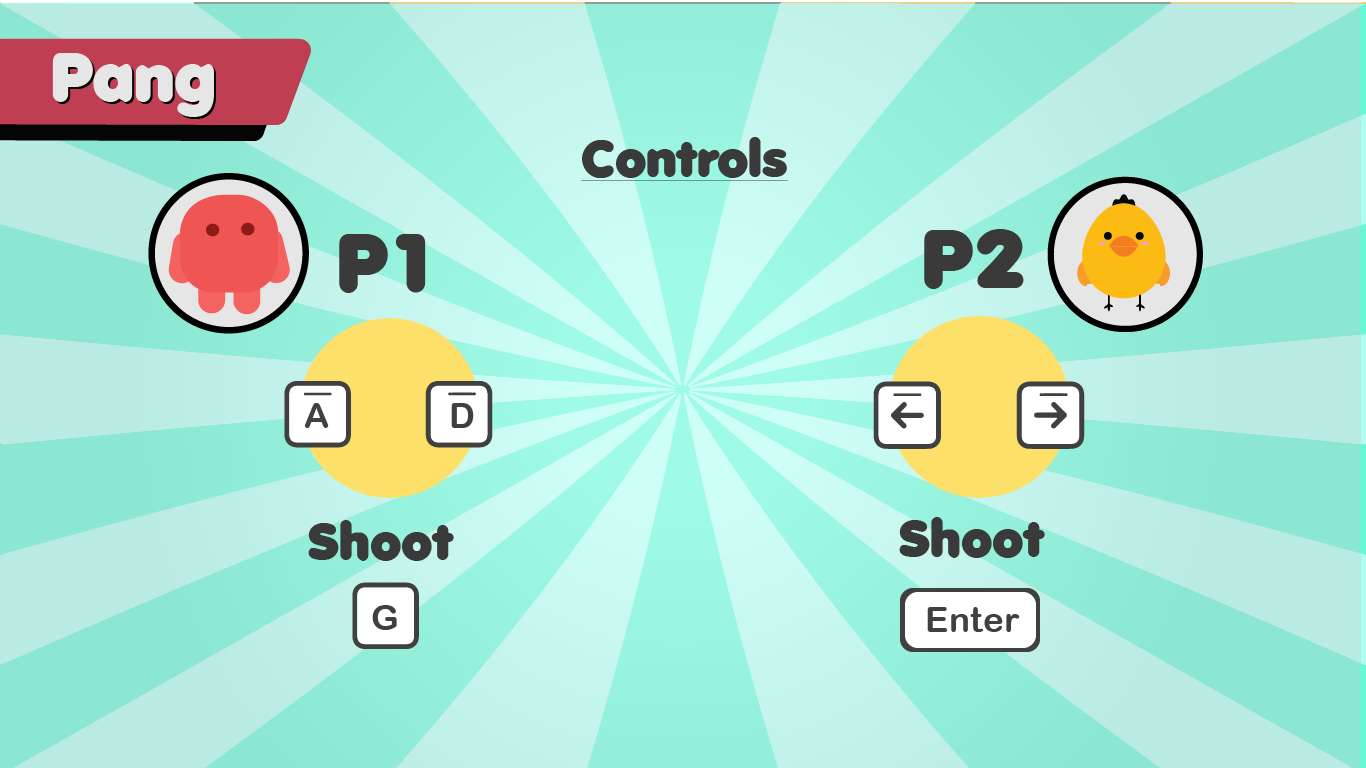 Pang
Controls
P1
P2
A D
← →
Shoot
Shoot
G
Enter